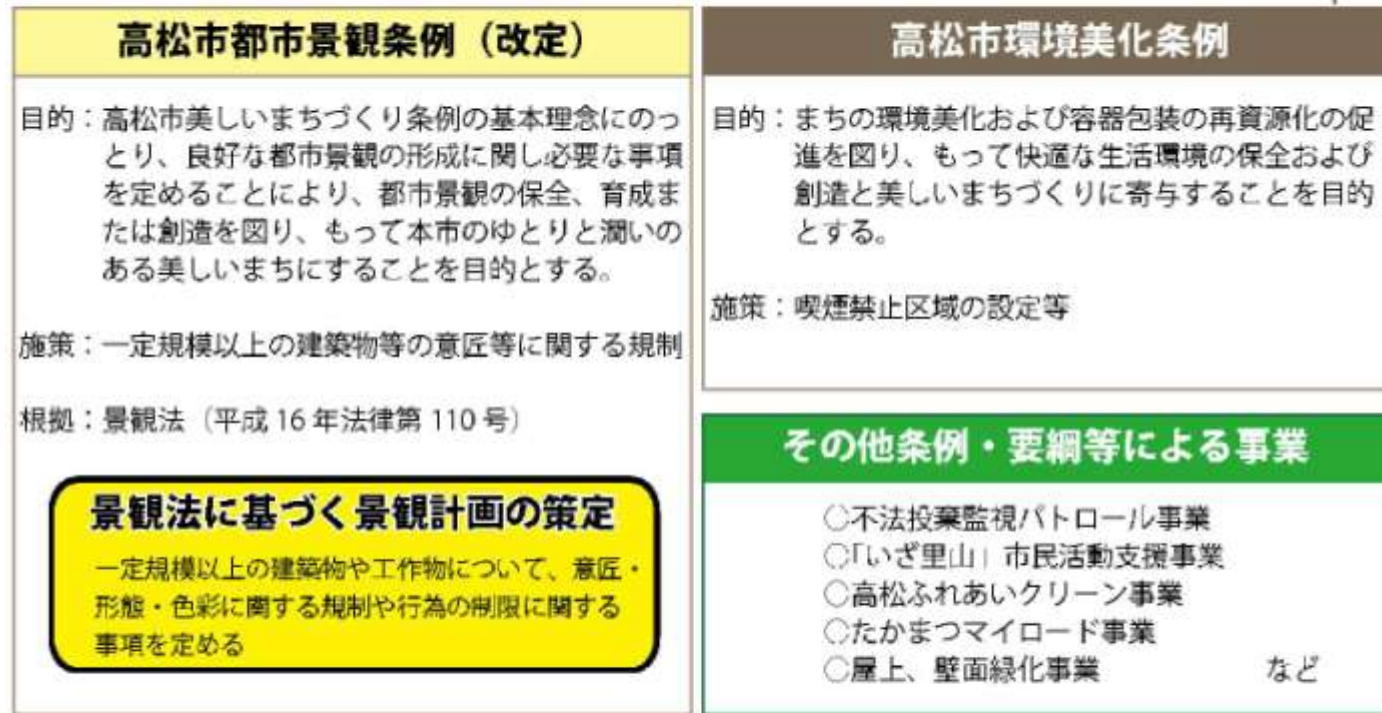 高松市都市景観条例（改定）
目的：高松市美しいまちづくり条例の基本理念にのっ
とり、良好な都市景観の形成に関し必要な事項
を定めることにより、都市景観の保全、育成ま
たは創造を図り、もって本市のゆとりと潤いの
ある美しいまちにすることを目的とする。
施策：一定規模以上の建築物等の意匠等に関する規制
根拠：景観法（平成 16 年法律第 110 号）
景観法に基づく景観計画の策定
一定規模以上の建築物や工作物について、意匠・
形態・色彩に関する規制や行為の制限に関する
事項を定める
高松市環境美化条例
目的：まちの環境美化および容器包装の再資源化の促
進を図り、もって快適な生活環境の保全および
創造と美しいまちづくりに寄与することを目的
とする。
施策：喫煙禁止区域の設定等
その他条例・要綱等による事業
○不法投棄監視パトロール事業
○「いざ里山」市民活動支援事業
○高松ふれあいクリーン事業
○たかまつマイロード事業
○屋上、壁面緑化事業　など